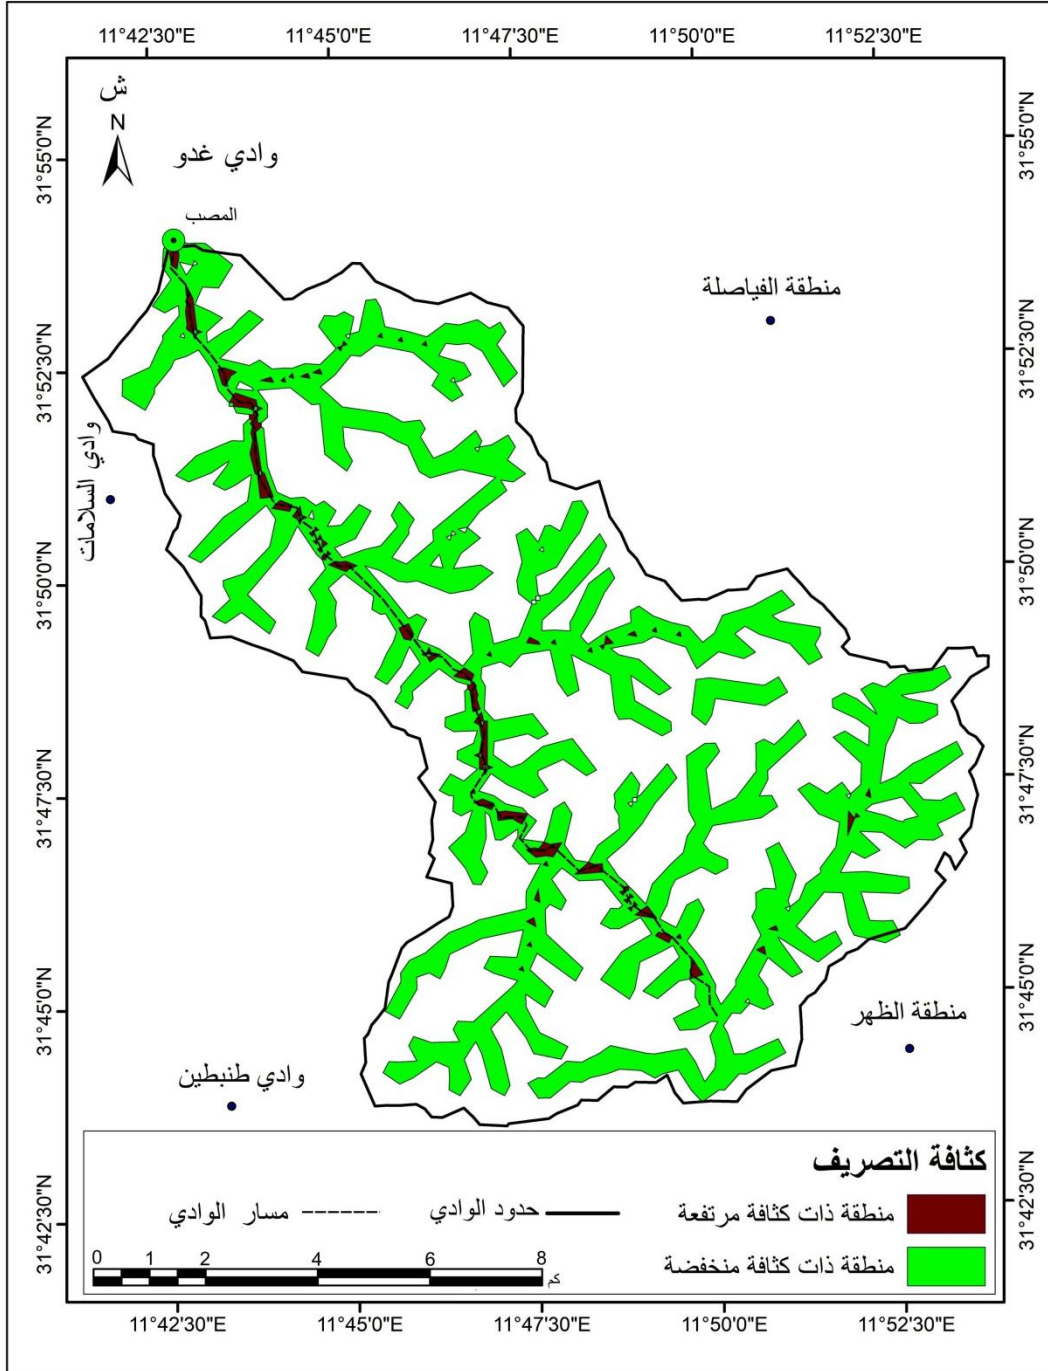 11°42'30"E 11°45'0"E 11°47'30"E 11°50'0"E 11°52'30"E
ش
N
31°55'0"N
31°55'0"N
وادي غدو
المصب
منطقة الفياصلة
31°52'30"N
31°52'30"N
وادي السلامات
31°50'0"N
31°50'0"N
31°47'30"N
31°47'30"N
31°45'0"N
31°45'0"N
منطقة الظهر
وادي طنبطين
كثافة التصريف
منطقة ذات كثافة مرتفعة
حدود الوادي
مسار الوادي
منطقة ذات كثافة منخفضة
0 1 2 4 6 8
كم
31°42'30"N
31°42'30"N
11°42'30"E 11°45'0"E 11°47'30"E 11°50'0"E 11°52'30"E